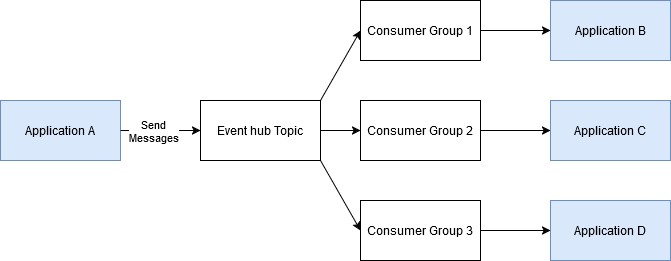 Application A
Send
Messages
Event hub Topic
Consumer Group 1
Application B
Consumer Group 2
Application C
Consumer Group 3
Application D